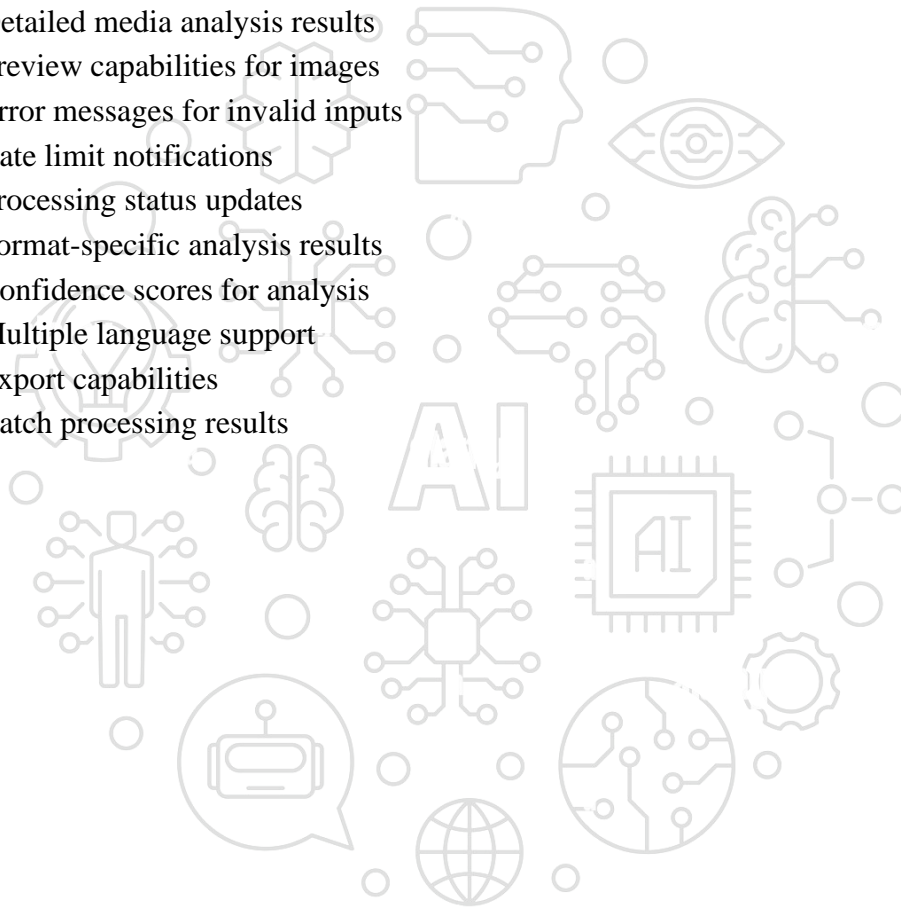 etailed media analysis results
review capabilities for images
rror messages for invalid inputs
ate limit notifications
rocessing status updates
ormat-specific analysis results
onfidence scores for analysis
ultiple language support
xport capabilities
atch processing results
AI
AI